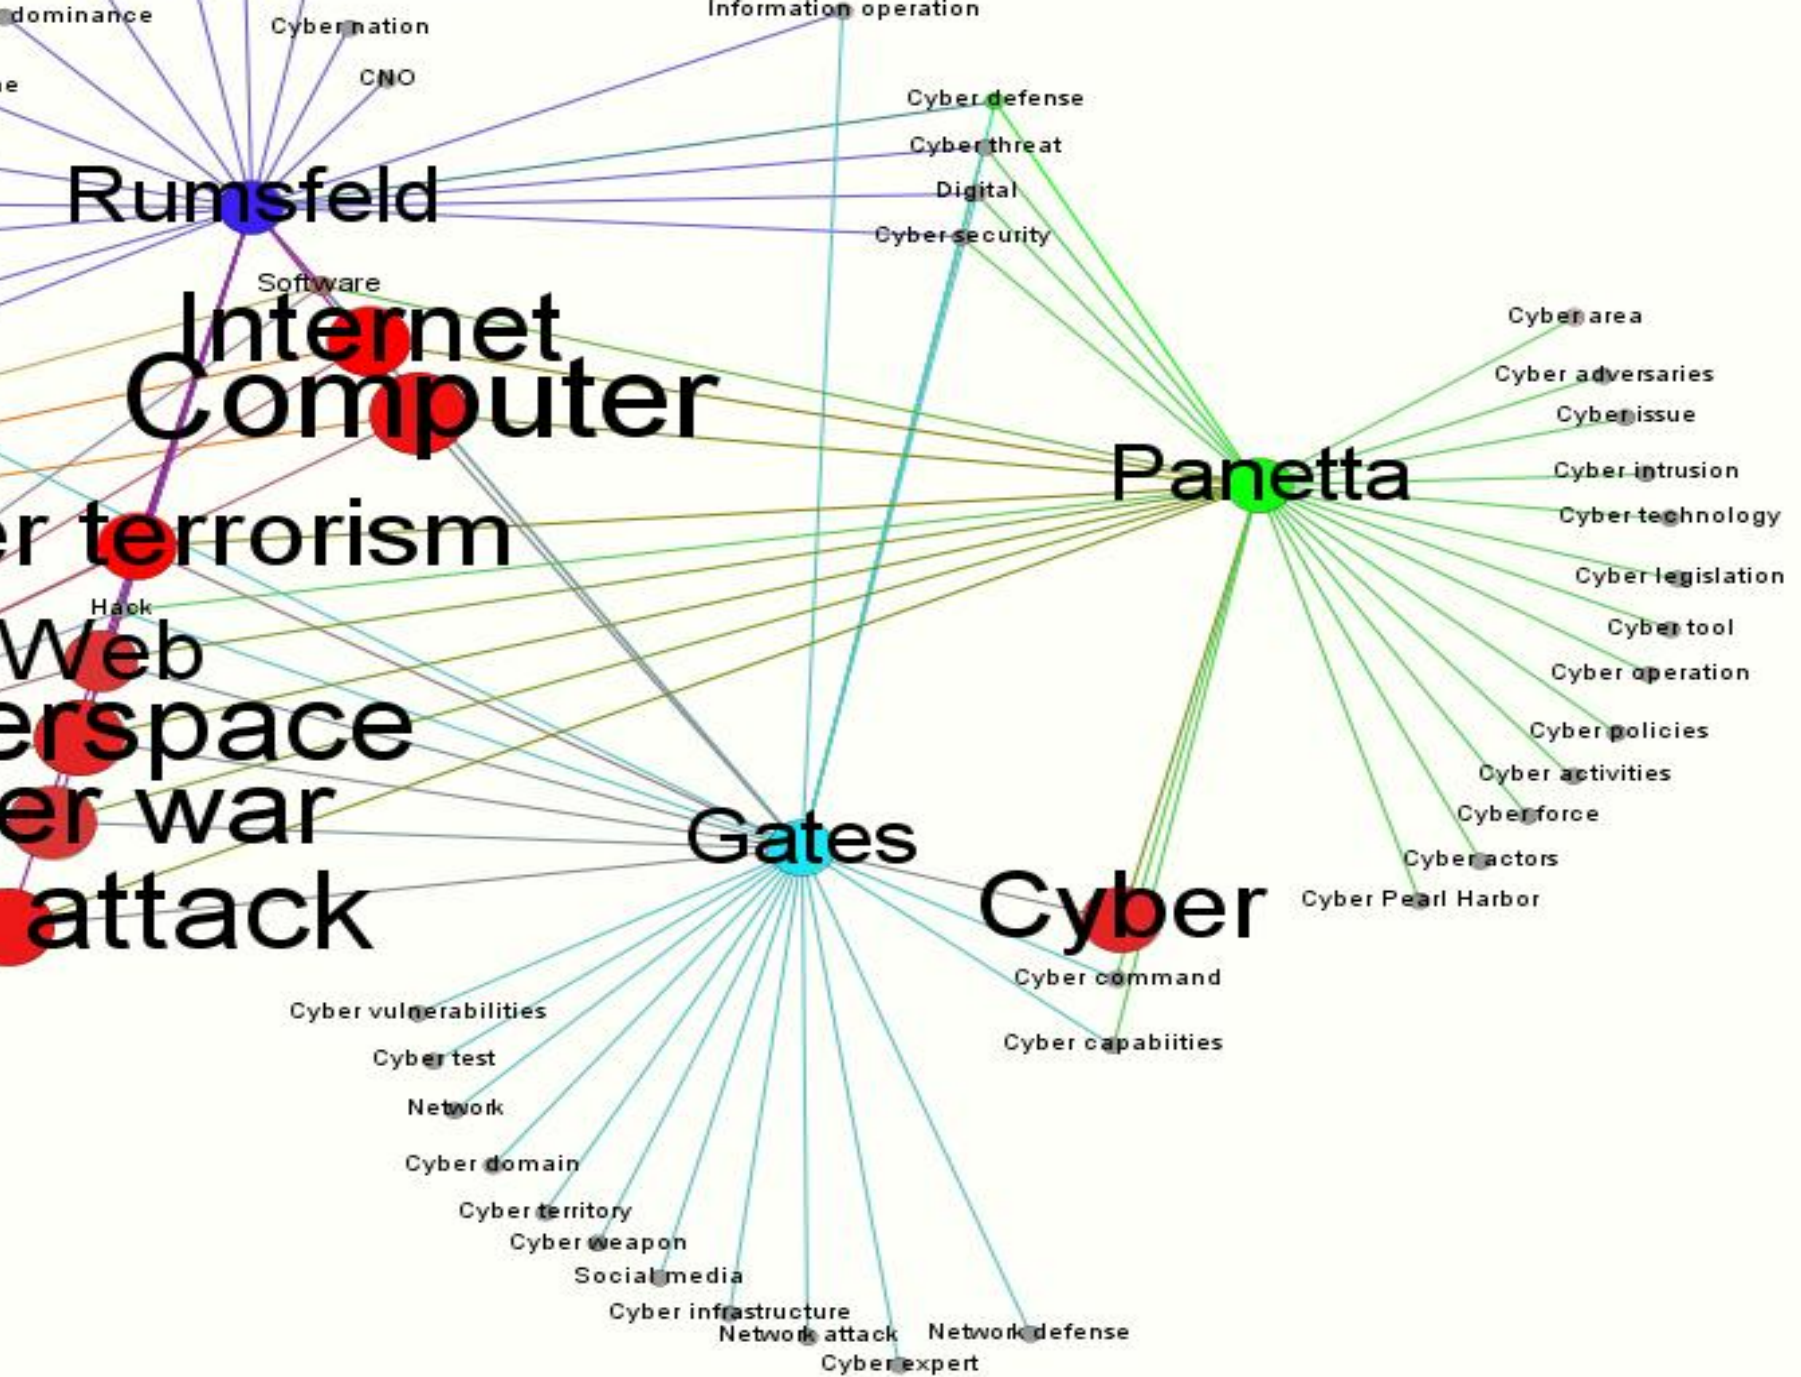 dominance
Information operation
Cyber nation
CNO
e
Cyber defense
Cyber threat
Digital
Rumsfeld
Cyber security
Software
Internet
Cyber area
Computer
Cyber adversaries
Cyber issue
Panetta
Cyber intrusion
Cyber technology
er terrorism
Cyber legislation
Hack
Cyber tool
Web
Cyber operation
erspace
Cyber policies
Cyber activities
er war
Cyber force
Gates
Cyber actors
Cyber Pearl Harbor
attack
Cyber
Cyber command
Cyber vulnerabilities
Cyber capabiities
Cyber test
Network
Cyber domain
Cyber territory
Cyber weapon
Social media
Cyber infrastructure
Network attack
Network defense
Cyber expert